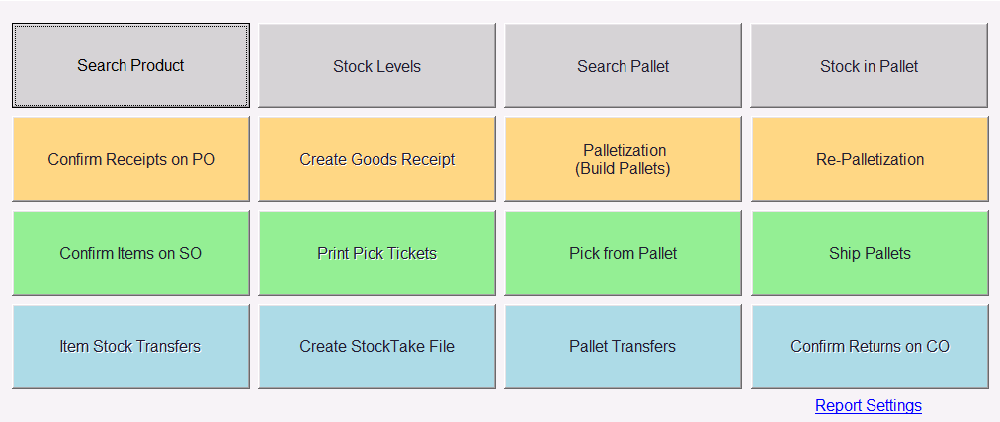 Search Product
Stock Levels
Search Pallet
Stock in Pallet
Confirm Receipts on PO
Create Goods Receipt
Palletization
(Build Pallets)
Re-Palletization
Confirm Items on SO
Print Pick Tickets
Pick from Pallet
Ship Pallets
Item Stock Transfers
Create StockTake File
Pallet Transfers
Confirm Returns on CO
Report Settings